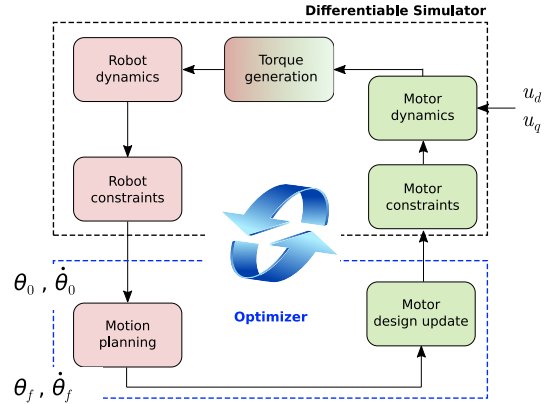 Differentiable Simulator
Robot
dynamics
Torque
generation
Motor
dynamics
u_d
u_q
Robot
constraints
Motor
constraints
θ_0 , θ̇_0
Optimizer
Motion
planning
Motor
design update
θ_f , θ̇_f